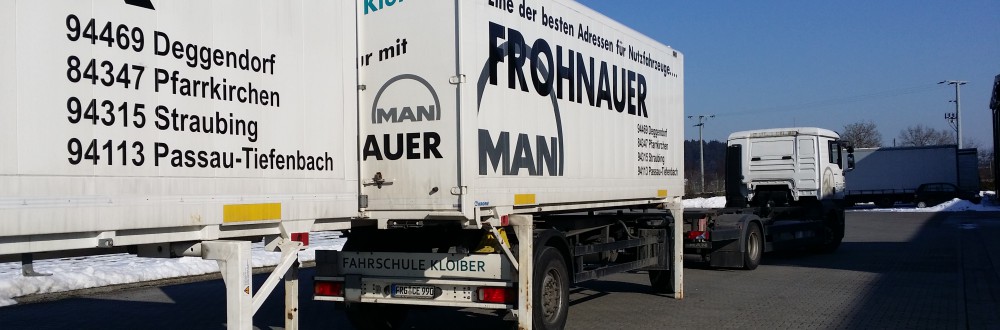 94469 Deggendorf
84347 Pfarrkirchen
94315 Straubing
94113 Passau-Tiefenbach
ur mit
MAN
AUER
Eine der besten Adressen für Nutzfahrzeuge....
FROHNAUER
MAN
94469 Deggendorf
84347 Pfarrkirchen
94315 Straubing
94113 Passau-Tiefenbach
FAHRSCHULE KLOIBER